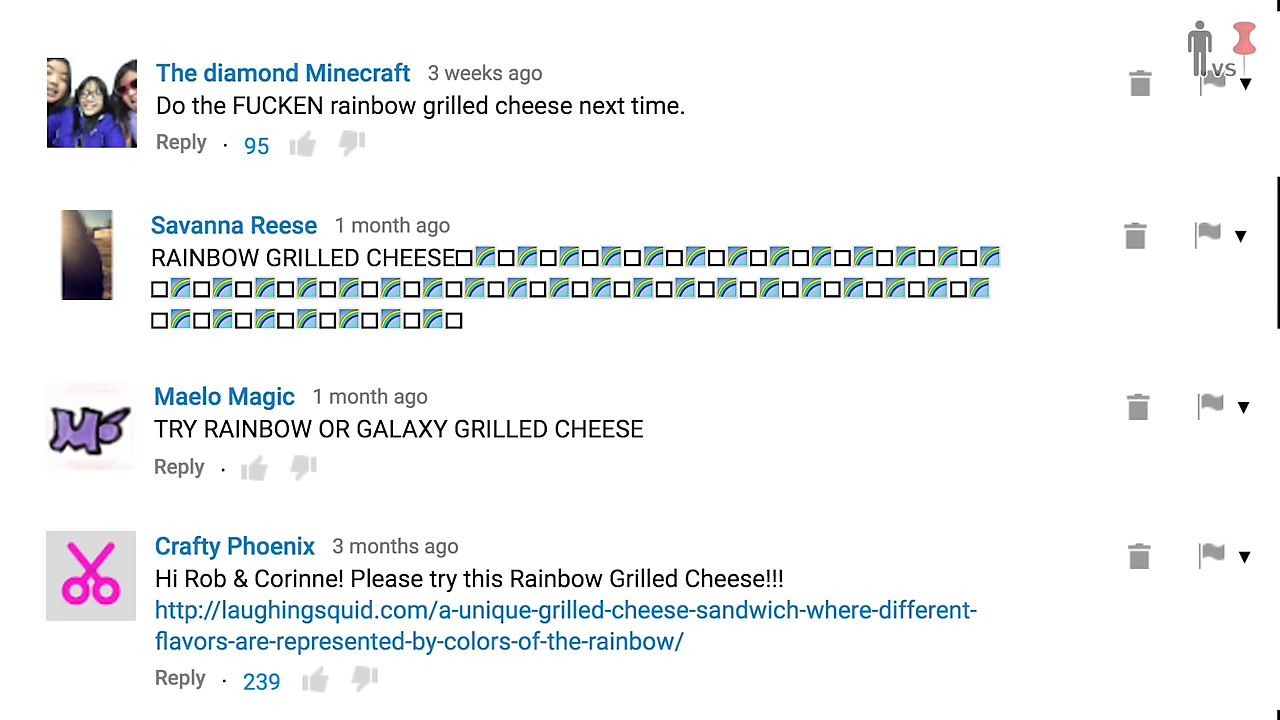 The diamond Minecraft 3 weeks ago
Do the FUCKEN rainbow grilled cheese next time.
Reply · 95
VS
Savanna Reese 1 month ago
RAINBOW GRILLED CHEESE
Maelo Magic 1 month ago
TRY RAINBOW OR GALAXY GRILLED CHEESE
Reply ·
Crafty Phoenix 3 months ago
Hi Rob & Corinne! Please try this Rainbow Grilled Cheese!!!
http://laughingsquid.com/a-unique-grilled-cheese-sandwich-where-different-
flavors-are-represented-by-colors-of-the-rainbow/
Reply · 239